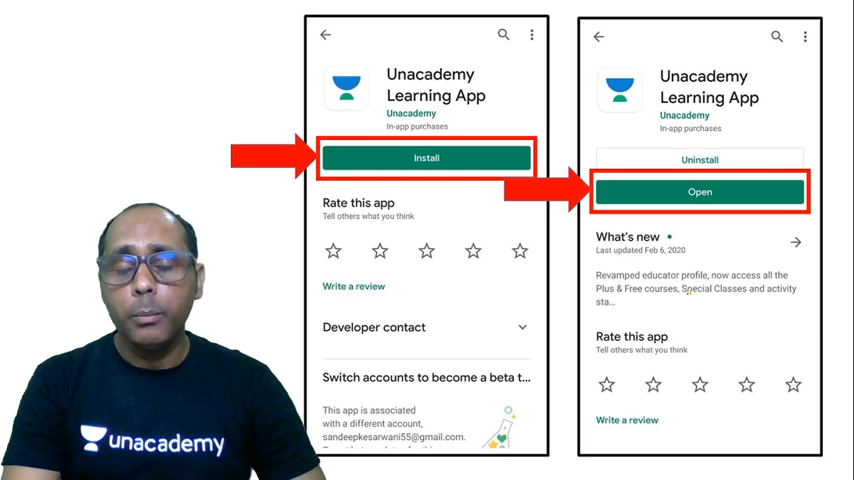 Unacademy
Learning App
Unacademy
In-app purchases
Install
Rate this app
Tell others what you think
Write a review
Developer contact
Switch accounts to become a beta t...
This app is associated
with a different account,
sandeepkesarwani55@gmail.com.
Unacademy
Learning App
Unacademy
In-app purchases
Uninstall
Open
What's new
Last updated Feb 6, 2020
Revamped educator profile, now access all the
Plus & Free courses, Special Classes and activity
sta...
Rate this app
Tell others what you think
Write a review
unacademy